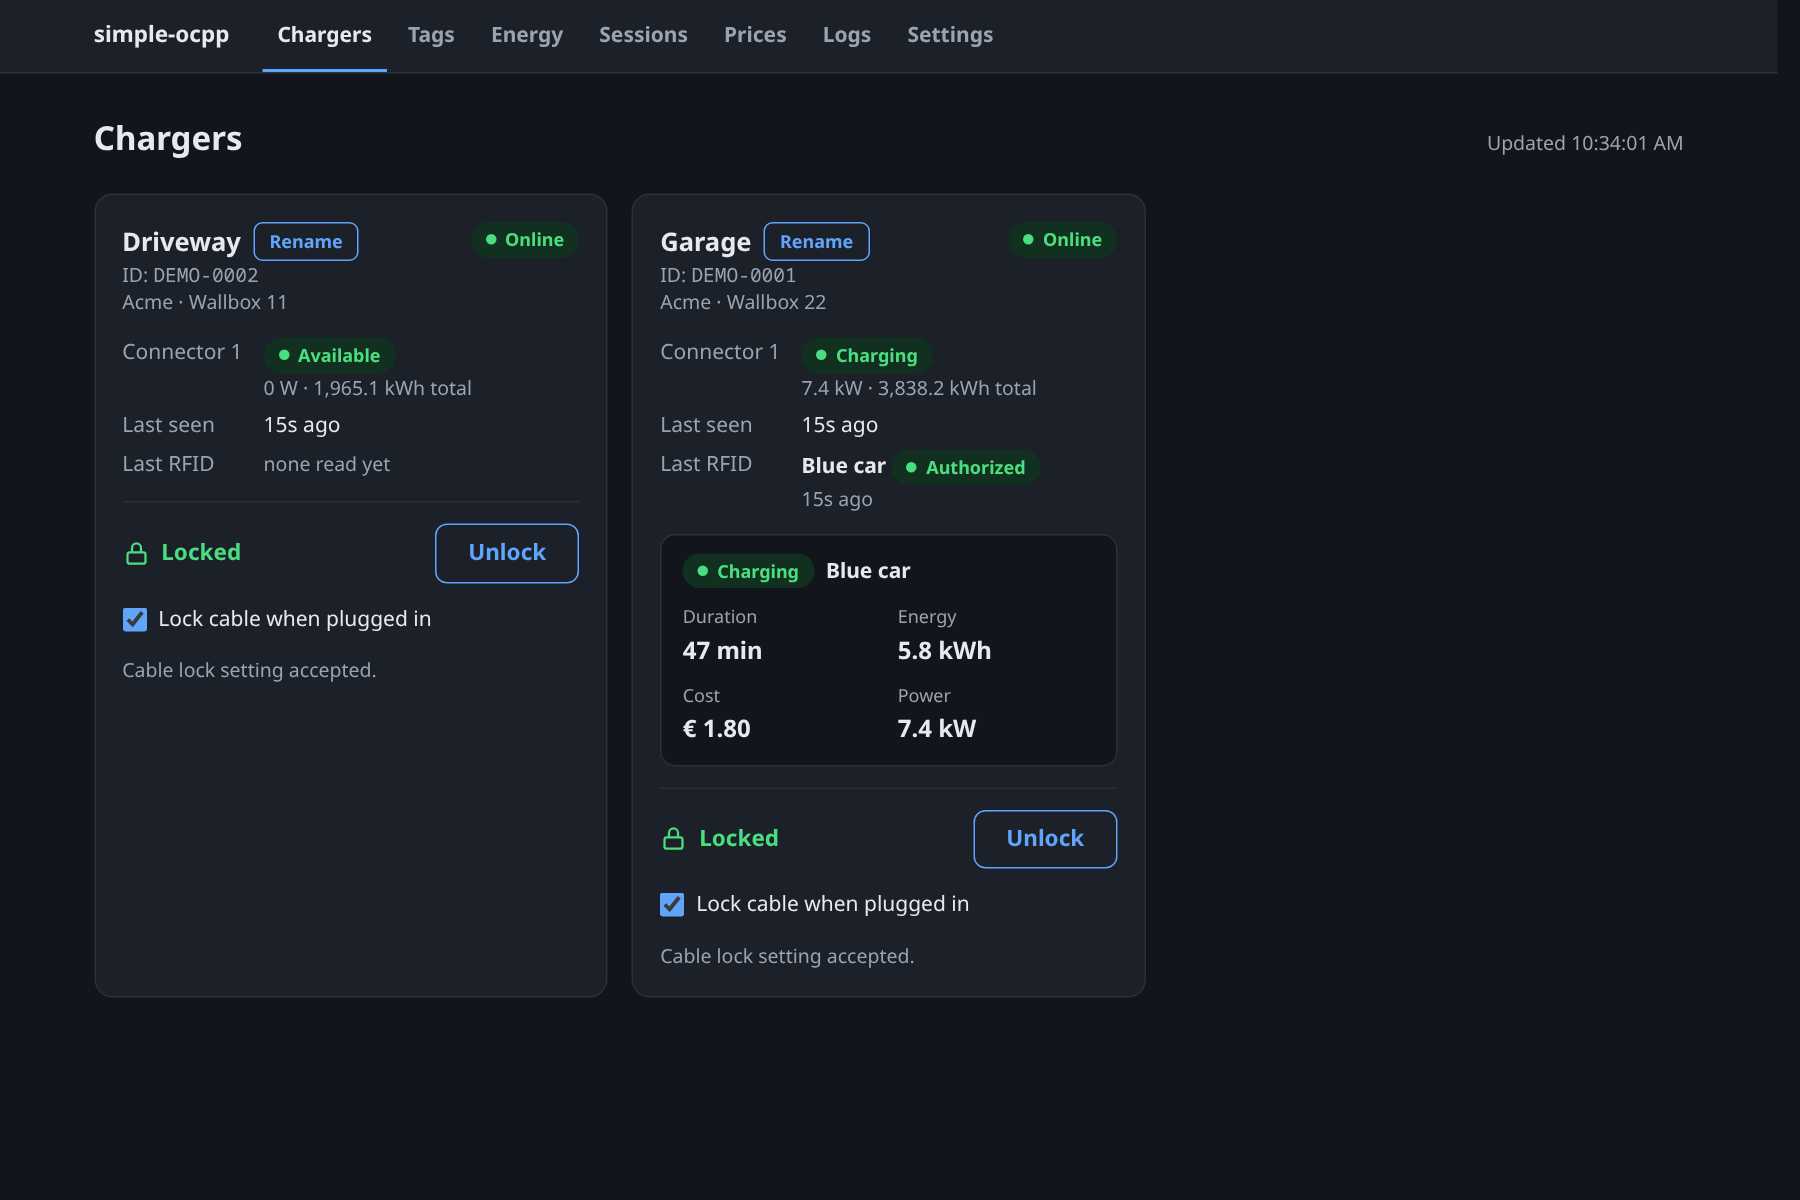 simple-ocpp Chargers Tags Energy Sessions Prices Logs Settings
Chargers
Updated 10:34:01 AM
Driveway Rename Online
ID: DEMO-0002
Acme · Wallbox 11
Connector 1 Available
0 W · 1,965.1 kWh total
Last seen 15s ago
Last RFID none read yet
Locked Unlock
Lock cable when plugged in
Cable lock setting accepted.
Garage Rename Online
ID: DEMO-0001
Acme · Wallbox 22
Connector 1 Charging
7.4 kW · 3,838.2 kWh total
Last seen 15s ago
Last RFID Blue car Authorized
15s ago
Charging Blue car
Duration Energy
47 min 5.8 kWh
Cost Power
€ 1.80 7.4 kW
Locked Unlock
Lock cable when plugged in
Cable lock setting accepted.